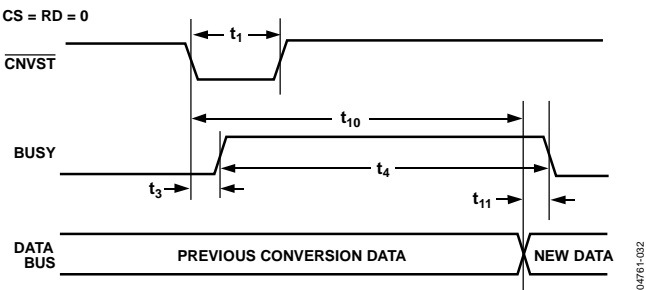 CS = RD = 0
t1
CNVST
t10
BUSY
t4
t3
t11
DATA
BUS
PREVIOUS CONVERSION DATA
NEW DATA
04761-032